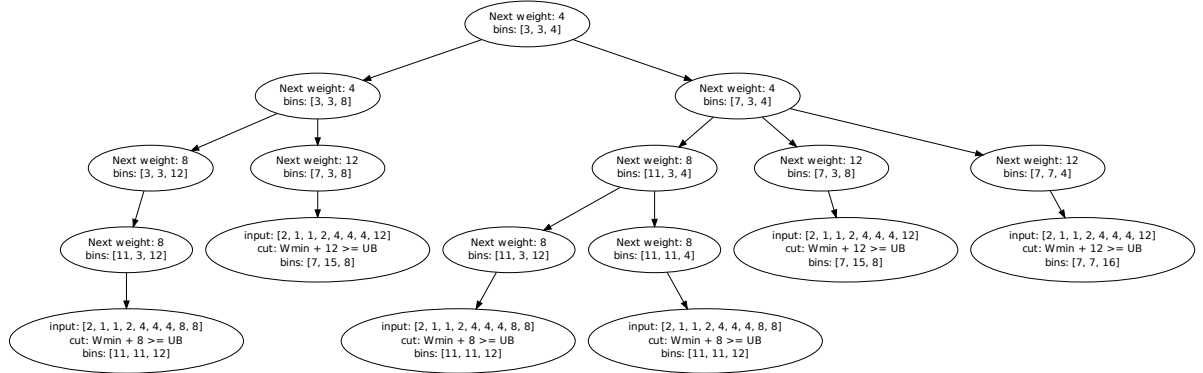 Next weight: 4
bins: [3, 3, 4]
Next weight: 4
bins: [3, 3, 8]
Next weight: 4
bins: [7, 3, 4]
Next weight: 8
bins: [3, 3, 12]
Next weight: 12
bins: [7, 3, 8]
Next weight: 8
bins: [11, 3, 4]
Next weight: 12
bins: [7, 3, 8]
Next weight: 12
bins: [7, 7, 4]
Next weight: 8
bins: [11, 3, 12]
input: [2, 1, 1, 2, 4, 4, 4, 12]
cut: Wmin + 12 >= UB
bins: [7, 15, 8]
Next weight: 8
bins: [11, 3, 12]
Next weight: 8
bins: [11, 11, 4]
input: [2, 1, 1, 2, 4, 4, 4, 12]
cut: Wmin + 12 >= UB
bins: [7, 15, 8]
input: [2, 1, 1, 2, 4, 4, 4, 12]
cut: Wmin + 12 >= UB
bins: [7, 7, 16]
input: [2, 1, 1, 2, 4, 4, 4, 8, 8]
cut: Wmin + 8 >= UB
bins: [11, 11, 12]
input: [2, 1, 1, 2, 4, 4, 4, 8, 8]
cut: Wmin + 8 >= UB
bins: [11, 11, 12]
input: [2, 1, 1, 2, 4, 4, 4, 8, 8]
cut: Wmin + 8 >= UB
bins: [11, 11, 12]